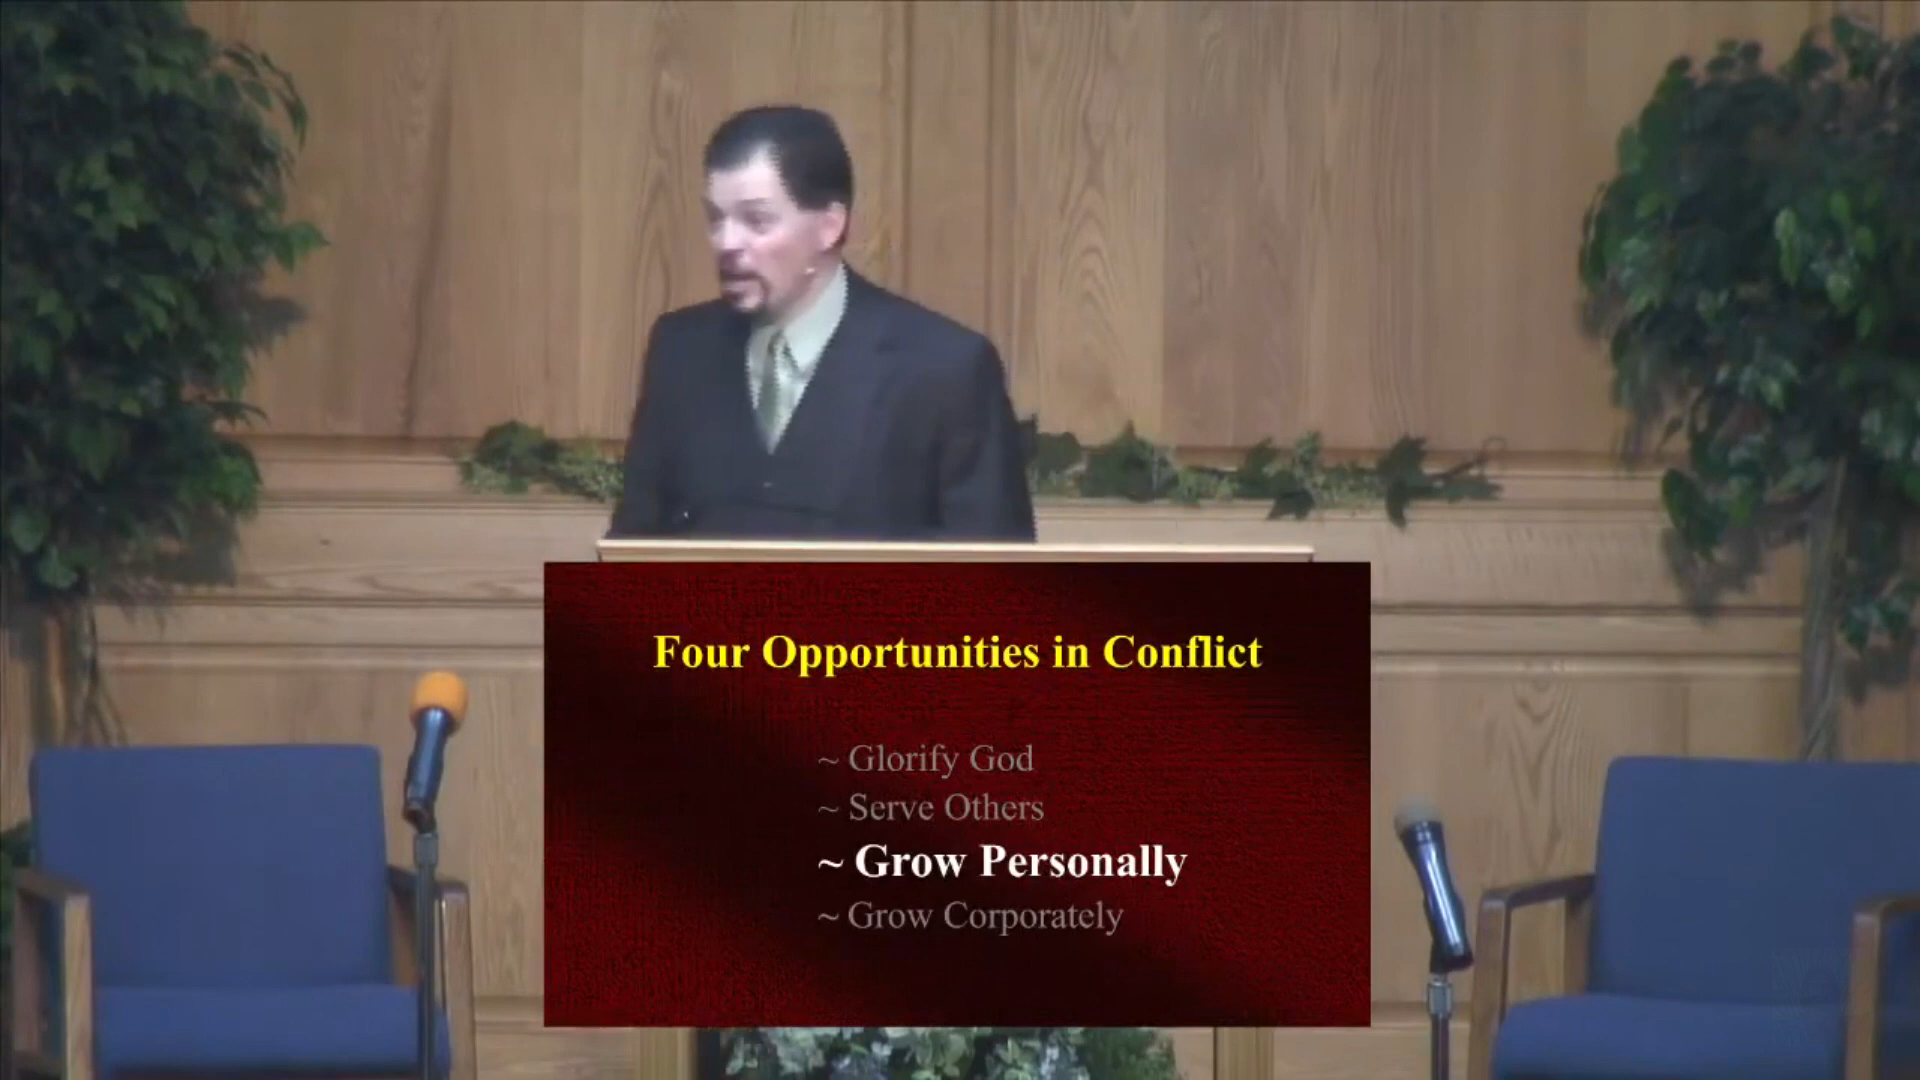 Four Opportunities in Conflict
~ Glorify God
~ Serve Others
~ Grow Personally
~ Grow Corporately